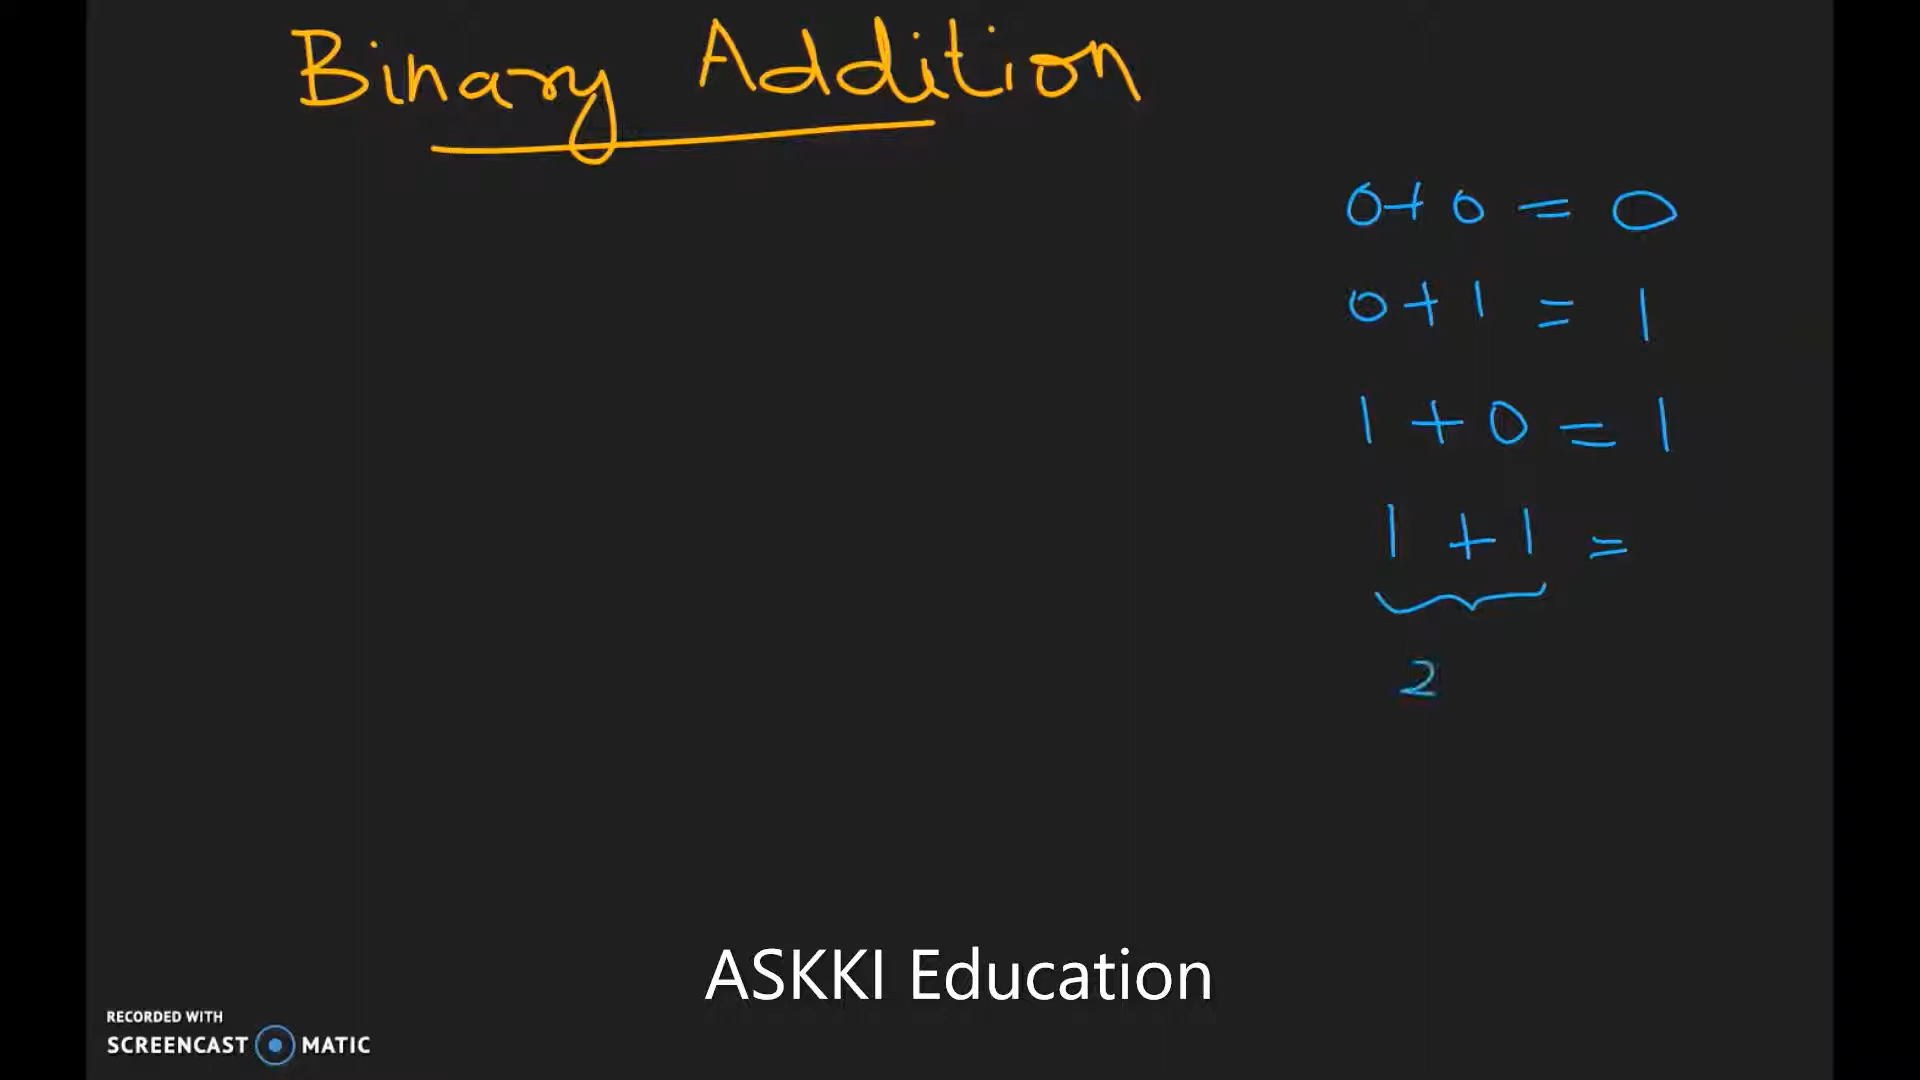 Binary Addition
0+0 = 0
0+1 = 1
1+0 = 1
1+1 =
2
ASKKI Education
RECORDED WITH
SCREENCAST MATIC